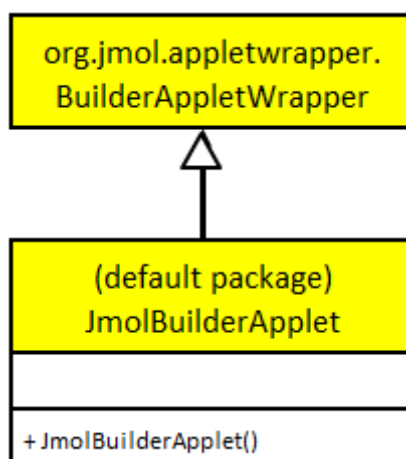 org.jmol.appletwrapper.
BuilderAppletWrapper
(default package)
JmolBuilderApplet
+ JmolBuilderApplet()